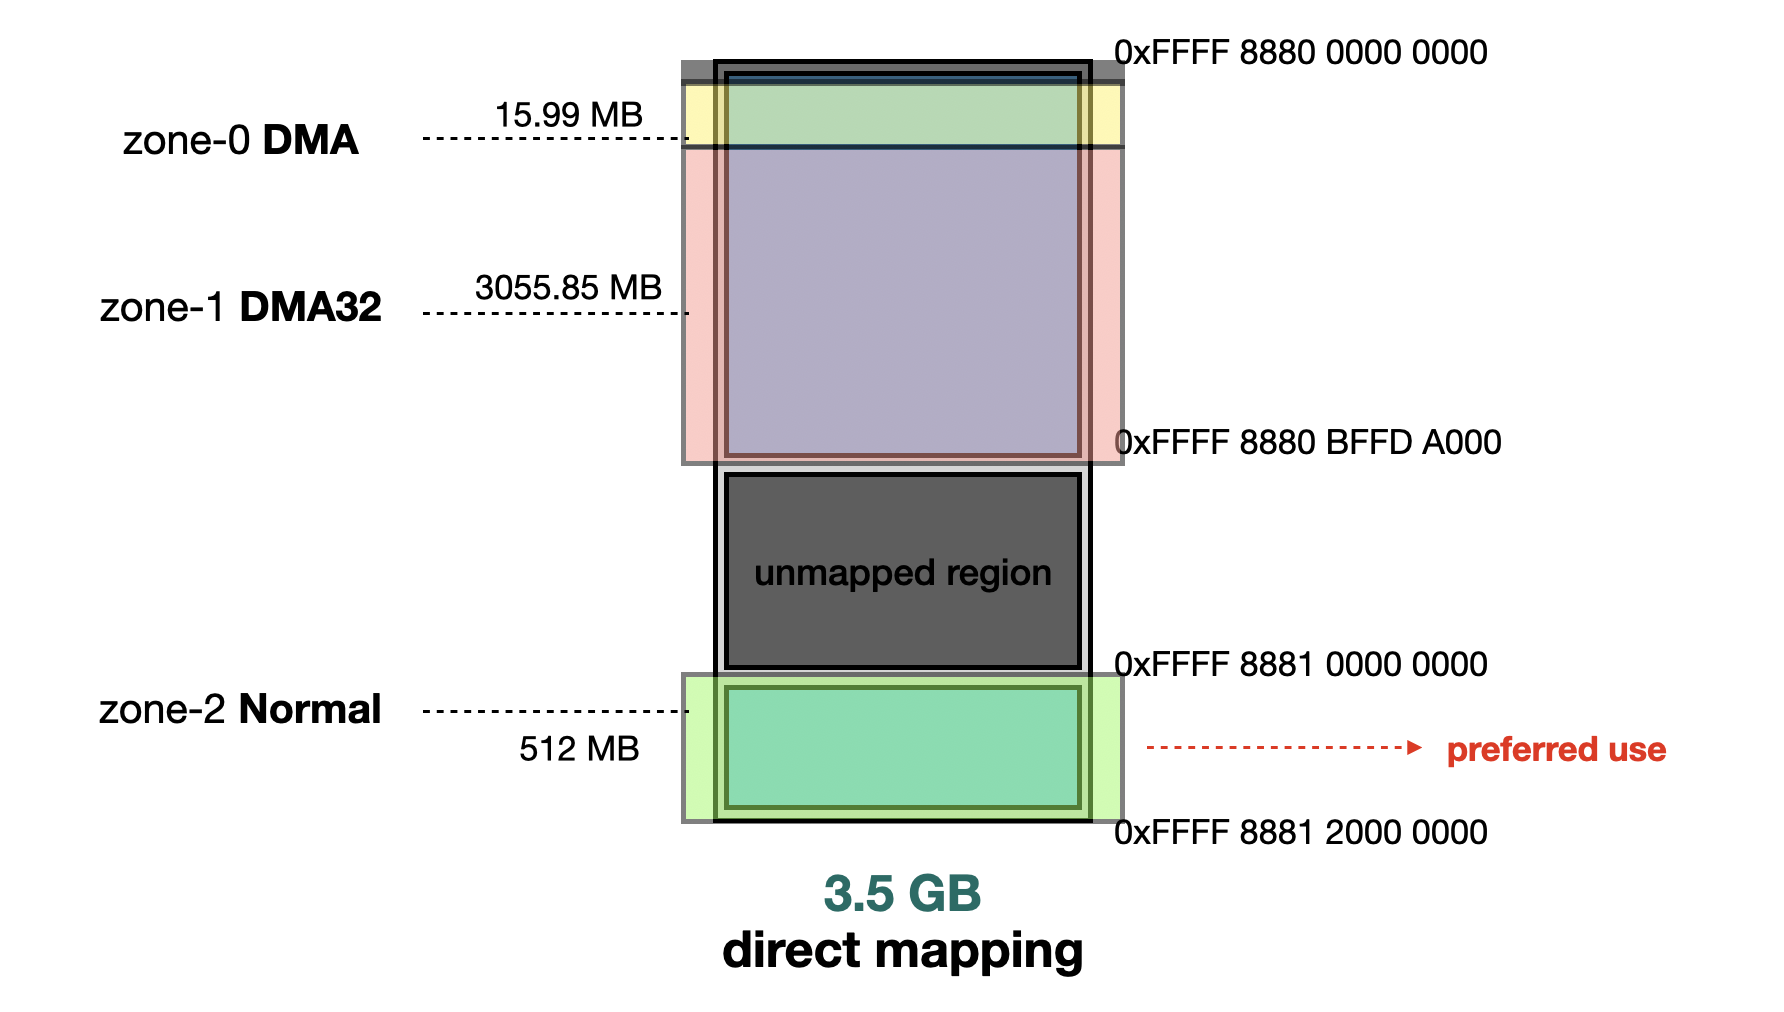 0xFFFF 8880 0000 0000
15.99 MB
zone-0 DMA
3055.85 MB
zone-1 DMA32
0xFFFF 8880 BFFD A000
unmapped region
0xFFFF 8881 0000 0000
zone-2 Normal
512 MB
preferred use
0xFFFF 8881 2000 0000
3.5 GB
direct mapping